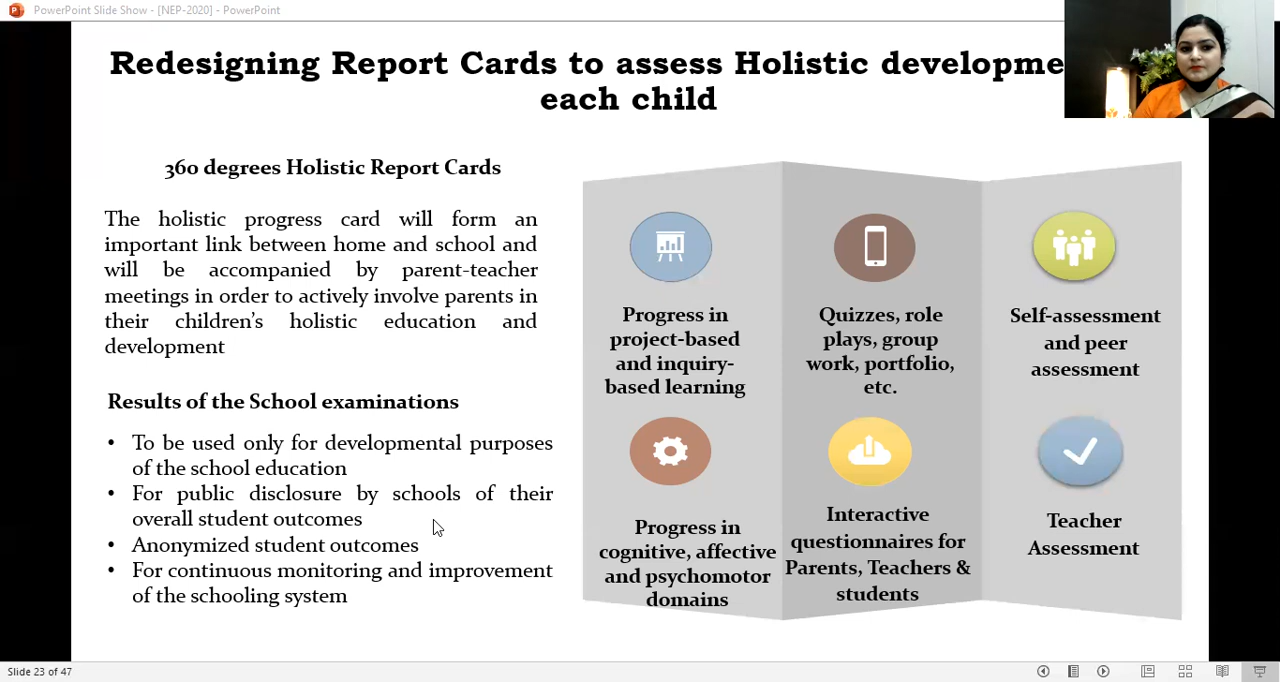 PowerPoint Slide Show - [NEP-2020] - PowerPoint
Redesigning Report Cards to assess Holistic developme
each child
360 degrees Holistic Report Cards
The holistic progress card will form an
important link between home and school and
will be accompanied by parent-teacher
meetings in order to actively involve parents in
their children's holistic education and
development
Results of the School examinations
• To be used only for developmental purposes
of the school education
• For public disclosure by schools of their
overall student outcomes
• Anonymized student outcomes
• For continuous monitoring and improvement
of the schooling system
Progress in
project-based
and inquiry-
based learning
Quizzes, role
plays, group
work, portfolio,
etc.
Self-assessment
and peer
assessment
Progress in
cognitive, affective
and psychomotor
domains
Interactive
questionnaires for
Parents, Teachers &
students
Teacher
Assessment
Slide 23 of 47